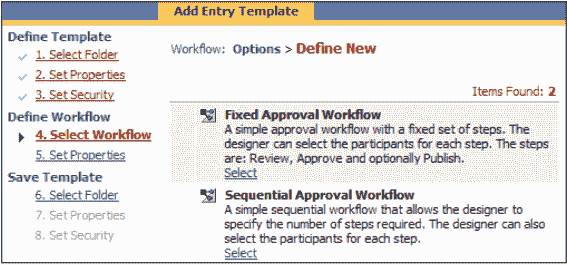 Add Entry Template
Define Template
1. Select Folder
2. Set Properties
3. Set Security
Define Workflow
4. Select Workflow
5. Set Properties
Save Template
6. Select Folder
7. Set Properties
8. Set Security
Workflow: Options > Define New
Items Found: 2
Fixed Approval Workflow
A simple approval workflow with a fixed set of steps. The
designer can select the participants for each step. The steps
are: Review, Approve and optionally Publish.
Select
Sequential Approval Workflow
A simple sequential workflow that allows the designer to
specify the number of steps required. The designer can also
select the participants for each step.
Select